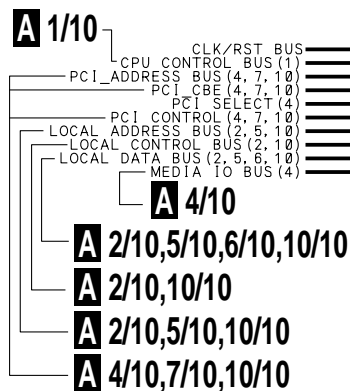 A 1/10
CLK/RST BUS
CPU CONTROL BUS (1)
PCI_ADDRESS BUS (4, 7, 10)
PCI_CBE (4, 7, 10)
PCI SELECT (4)
PCI CONTROL (4, 7, 10)
LOCAL ADDRESS BUS (2, 5, 10)
LOCAL CONTROL BUS (2, 10)
LOCAL DATA BUS (2, 5, 6, 10)
MEDIA IO BUS (4)
A 4/10
A 2/10,5/10,6/10,10/10
A 2/10,10/10
A 2/10,5/10,10/10
A 4/10,7/10,10/10